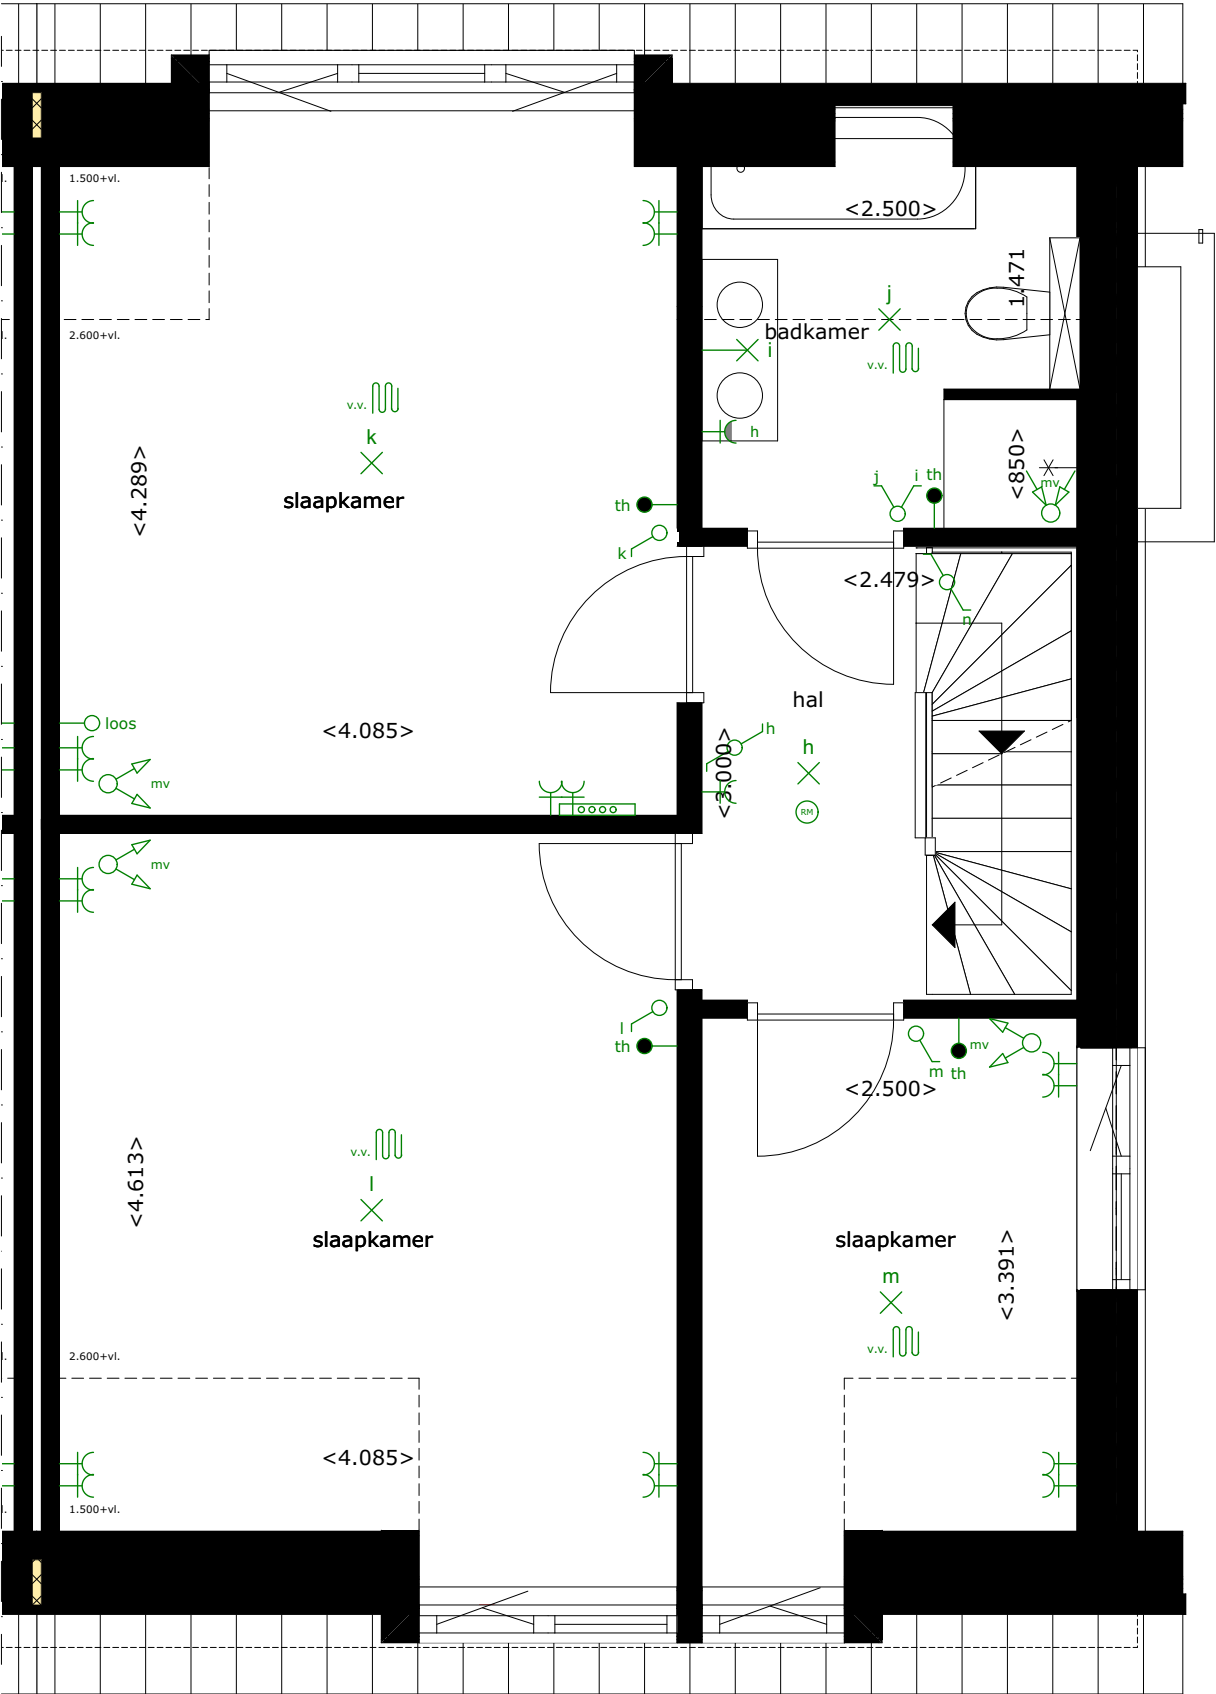 1.500+vl.
<2.500>
1.471
j
2.600+vl.
badkamer
i
v.v.
v.v.
k
h
<4.289>
<850>
slaapkamer
j
i
th
mv
th
k
<2.479>
n
hal
loos
<4.085>
h
h
<3.000>
mv
RM
mv
l
th
m
th
mv
<2.500>
v.v.
<4.613>
l
slaapkamer
slaapkamer
<3.391>
m
v.v.
2.600+vl.
<4.085>
1.500+vl.